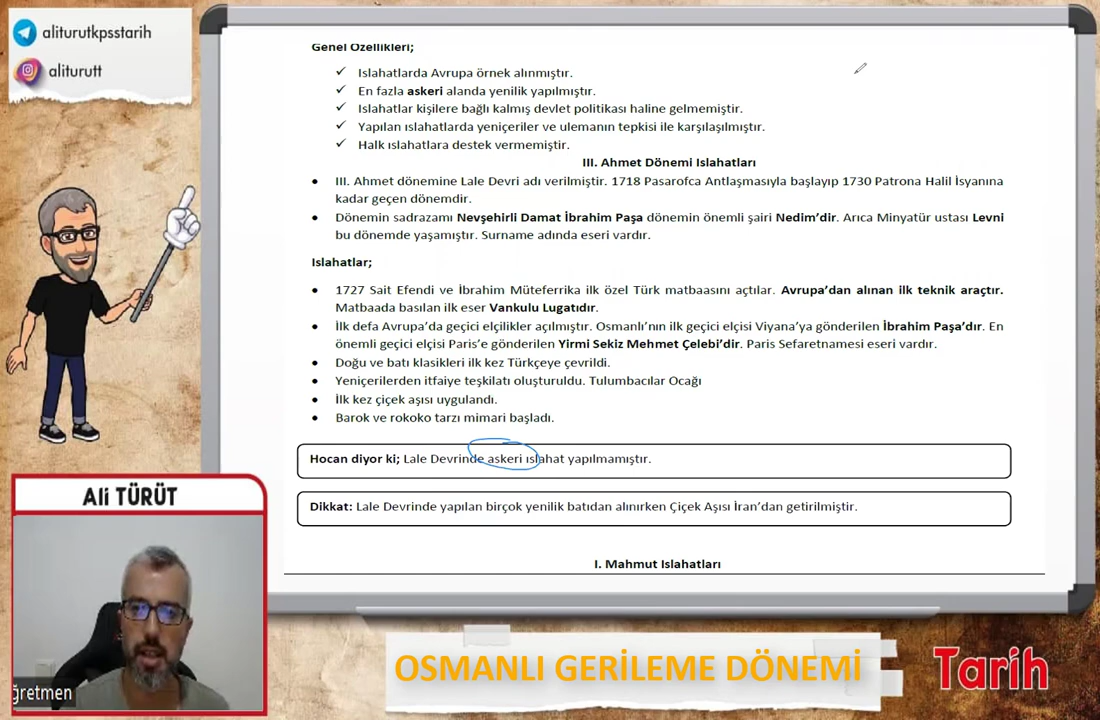 aliturutkpsstarih
aliturutt
Genel Özellikleri;
✓ Islahatlarda Avrupa örnek alınmıştır.
✓ En fazla askeri alanda yenilik yapılmıştır.
✓ Islahatlar kişilere bağlı kalmış devlet politikası haline gelmemiştir.
✓ Yapılan ıslahatlarda yeniçeriler ve ulemanın tepkisi ile karşılaşılmıştır.
✓ Halk ıslahatlara destek vermemiştir.
III. Ahmet Dönemi Islahatları
• III. Ahmet dönemine Lale Devri adı verilmiştir. 1718 Pasarofca Antlaşmasıyla başlayıp 1730 Patrona Halil İsyanına
kadar geçen dönemdir.
• Dönemin sadrazamı Nevşehirli Damat İbrahim Paşa dönemin önemli şairi Nedim’dir. Arıca Minyatür ustası Levni
bu dönemde yaşamıştır. Surname adında eseri vardır.
Islahatlar;
• 1727 Sait Efendi ve İbrahim Müteferrika ilk özel Türk matbaasını açtılar. Avrupa’dan alınan ilk teknik araçtır.
Matbaada basılan ilk eser Vankulu Lugatıdır.
• İlk defa Avrupa’da geçici elçilikler açılmıştır. Osmanlı’nın ilk geçici elçisi Viyana’ya gönderilen İbrahim Paşa’dır. En
önemli geçici elçisi Paris’e gönderilen Yirmi Sekiz Mehmet Çelebi’dir. Paris Sefaretnamesi eseri vardır.
• Doğu ve batı klasikleri ilk kez Türkçeye çevrildi.
• Yeniçerilerden itfaiye teşkilatı oluşturuldu. Tulumbacılar Ocağı
• İlk kez çiçek aşısı uygulandı.
• Barok ve rokoko tarzı mimari başladı.
Hocan diyor ki; Lale Devrinde askeri ıslahat yapılmamıştır.
Dikkat: Lale Devrinde yapılan birçok yenilik batıdan alınırken Çiçek Aşısı İran’dan getirilmiştir.
I. Mahmut Islahatları
Ali TÜRÜT
ğretmen
OSMANLI GERİLEME DÖNEMİ
Tarih